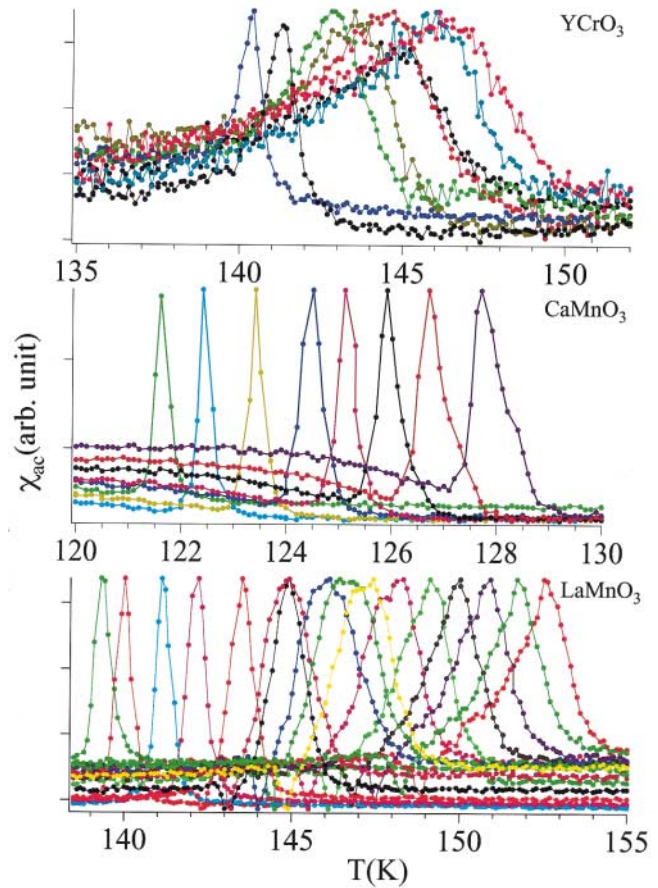 YCrO₃
135 140 145 150
CaMnO₃
χac(arb. unit)
120 122 124 126 128 130
LaMnO₃
140 145 150 155
T(K)